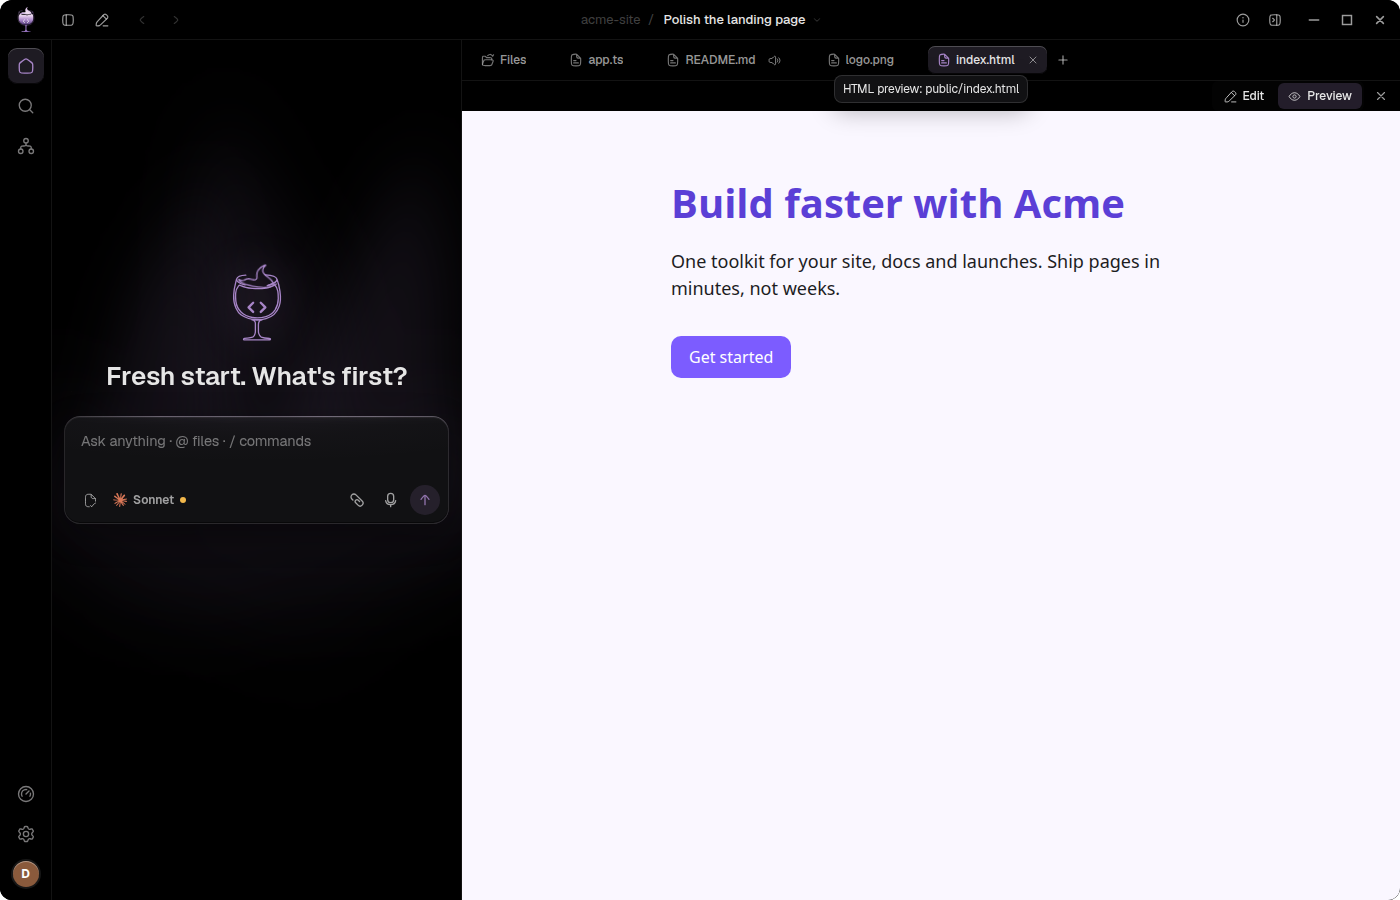 acme-site / Polish the landing page
Files
app.ts
README.md
logo.png
index.html
HTML preview: public/index.html
Edit
Preview
Build faster with Acme
One toolkit for your site, docs and launches. Ship pages in
minutes, not weeks.
Get started
Fresh start. What's first?
Ask anything · @ files · / commands
Sonnet
D